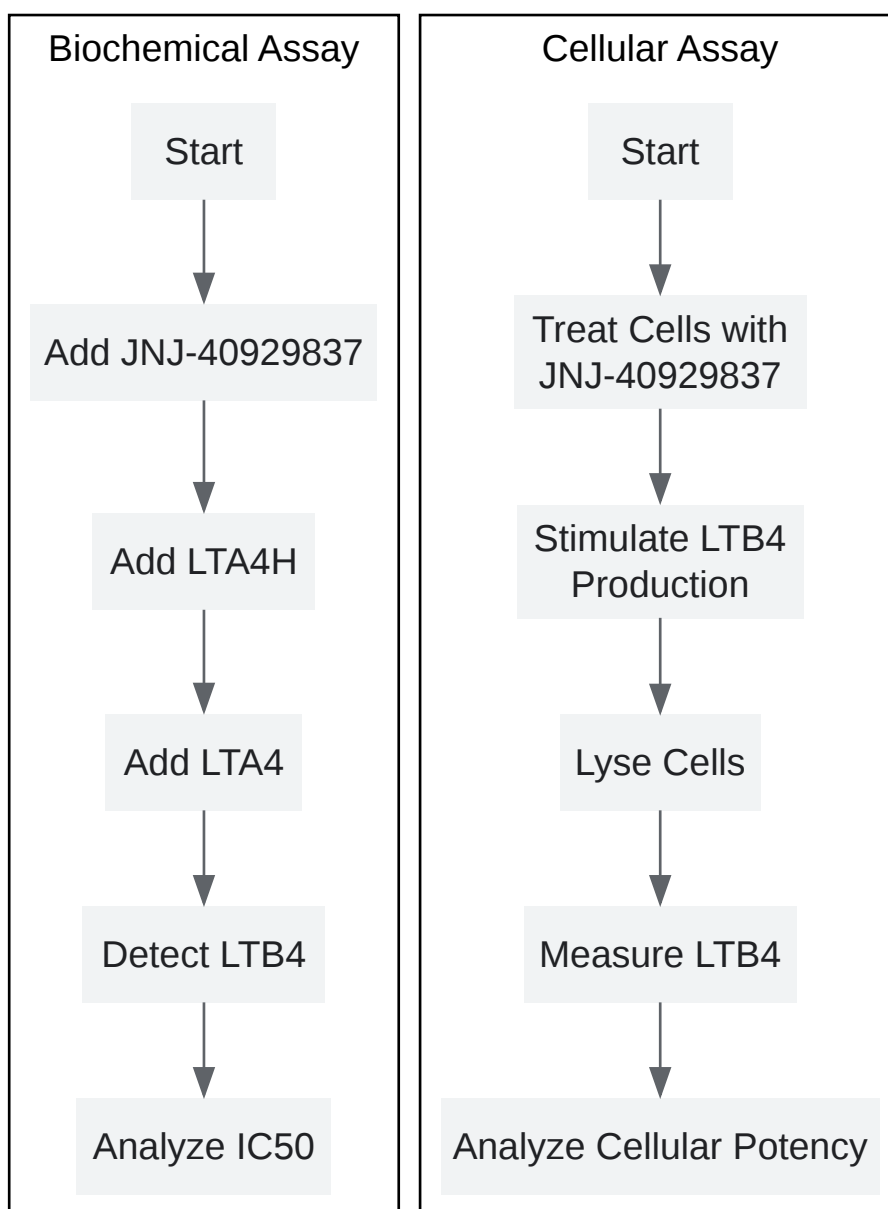 Biochemical Assay
Start
Add JNJ-40929837
Add LTA4H
Add LTA4
Detect LTB4
Analyze IC50
Cellular Assay
Start
Treat Cells with
JNJ-40929837
Stimulate LTB4
Production
Lyse Cells
Measure LTB4
Analyze Cellular Potency